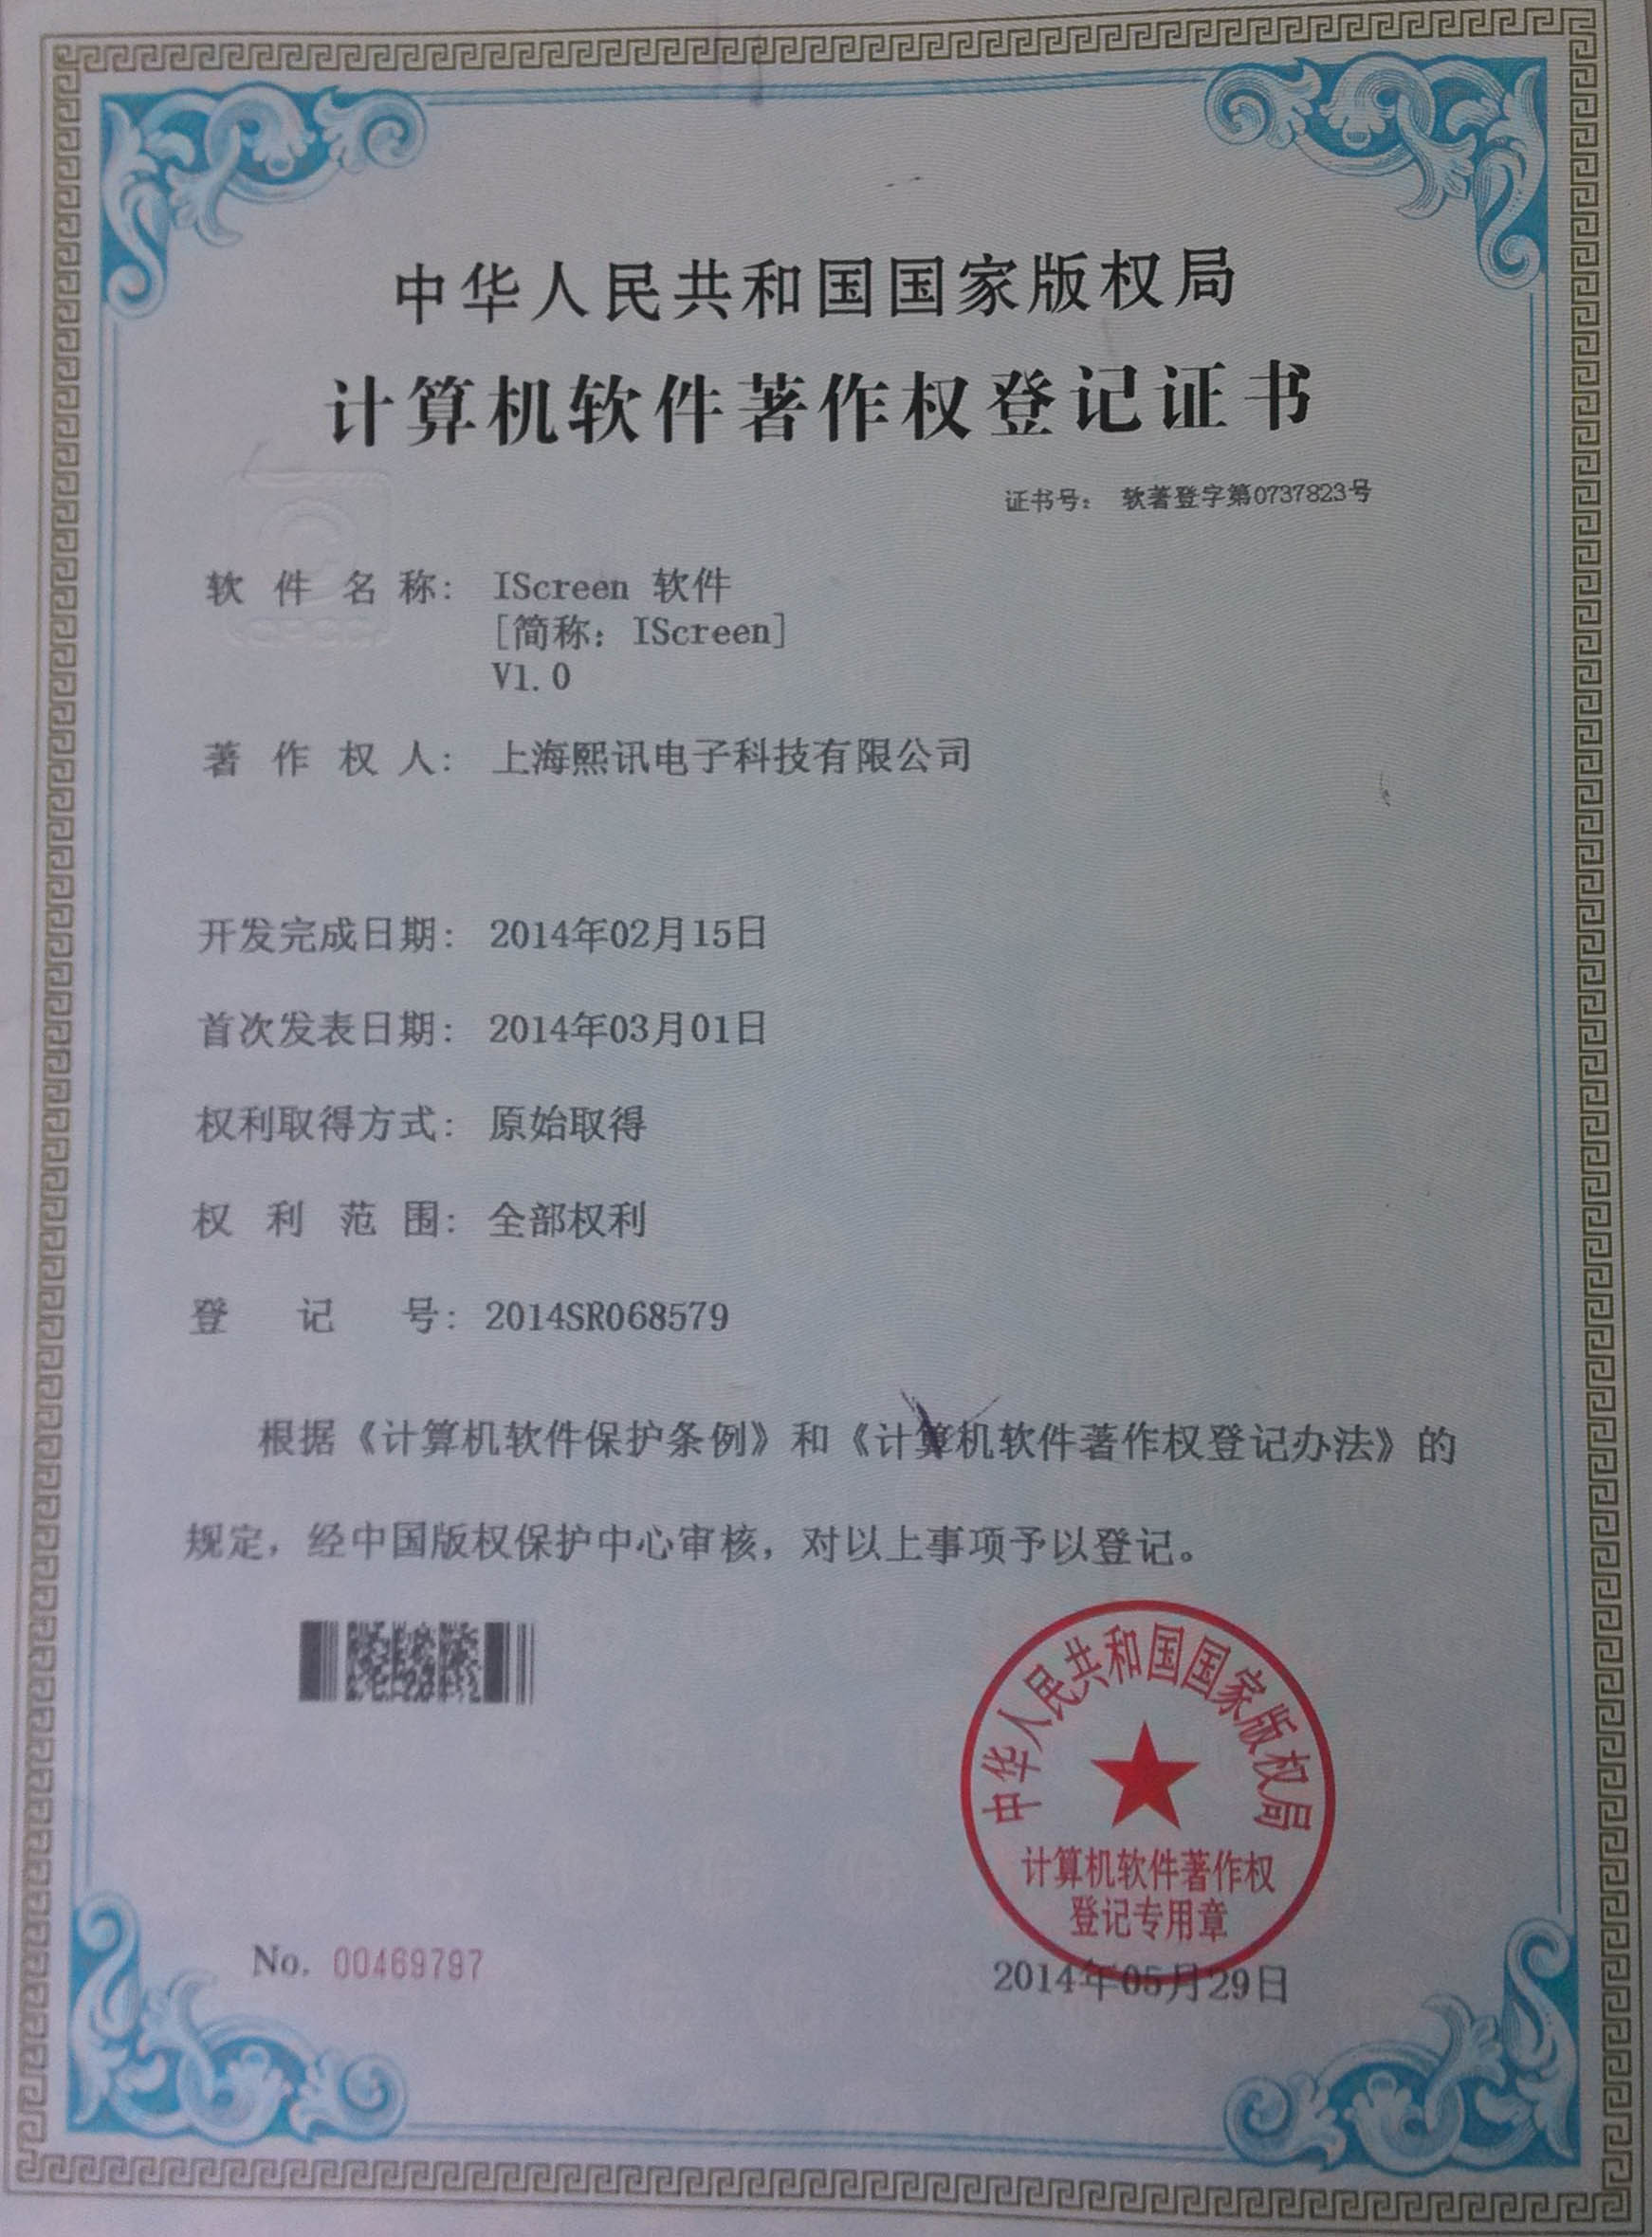 中华人民共和国国家版权局
计算机软件著作权登记证书
证书号： 软著登字第0737823号
软件名称： IScreen 软件
[简称：IScreen]
V1.0
著作权人： 上海熙讯电子科技有限公司
开发完成日期： 2014年02月15日
首次发表日期： 2014年03月01日
权利取得方式： 原始取得
权利范围： 全部权利
登记号： 2014SR068579
根据《计算机软件保护条例》和《计算机软件著作权登记办法》的
规定，经中国版权保护中心审核，对以上事项予以登记。
中华人民共和国国家版权局
计算机软件著作权
登记专用章
No. 00469797
2014年05月29日